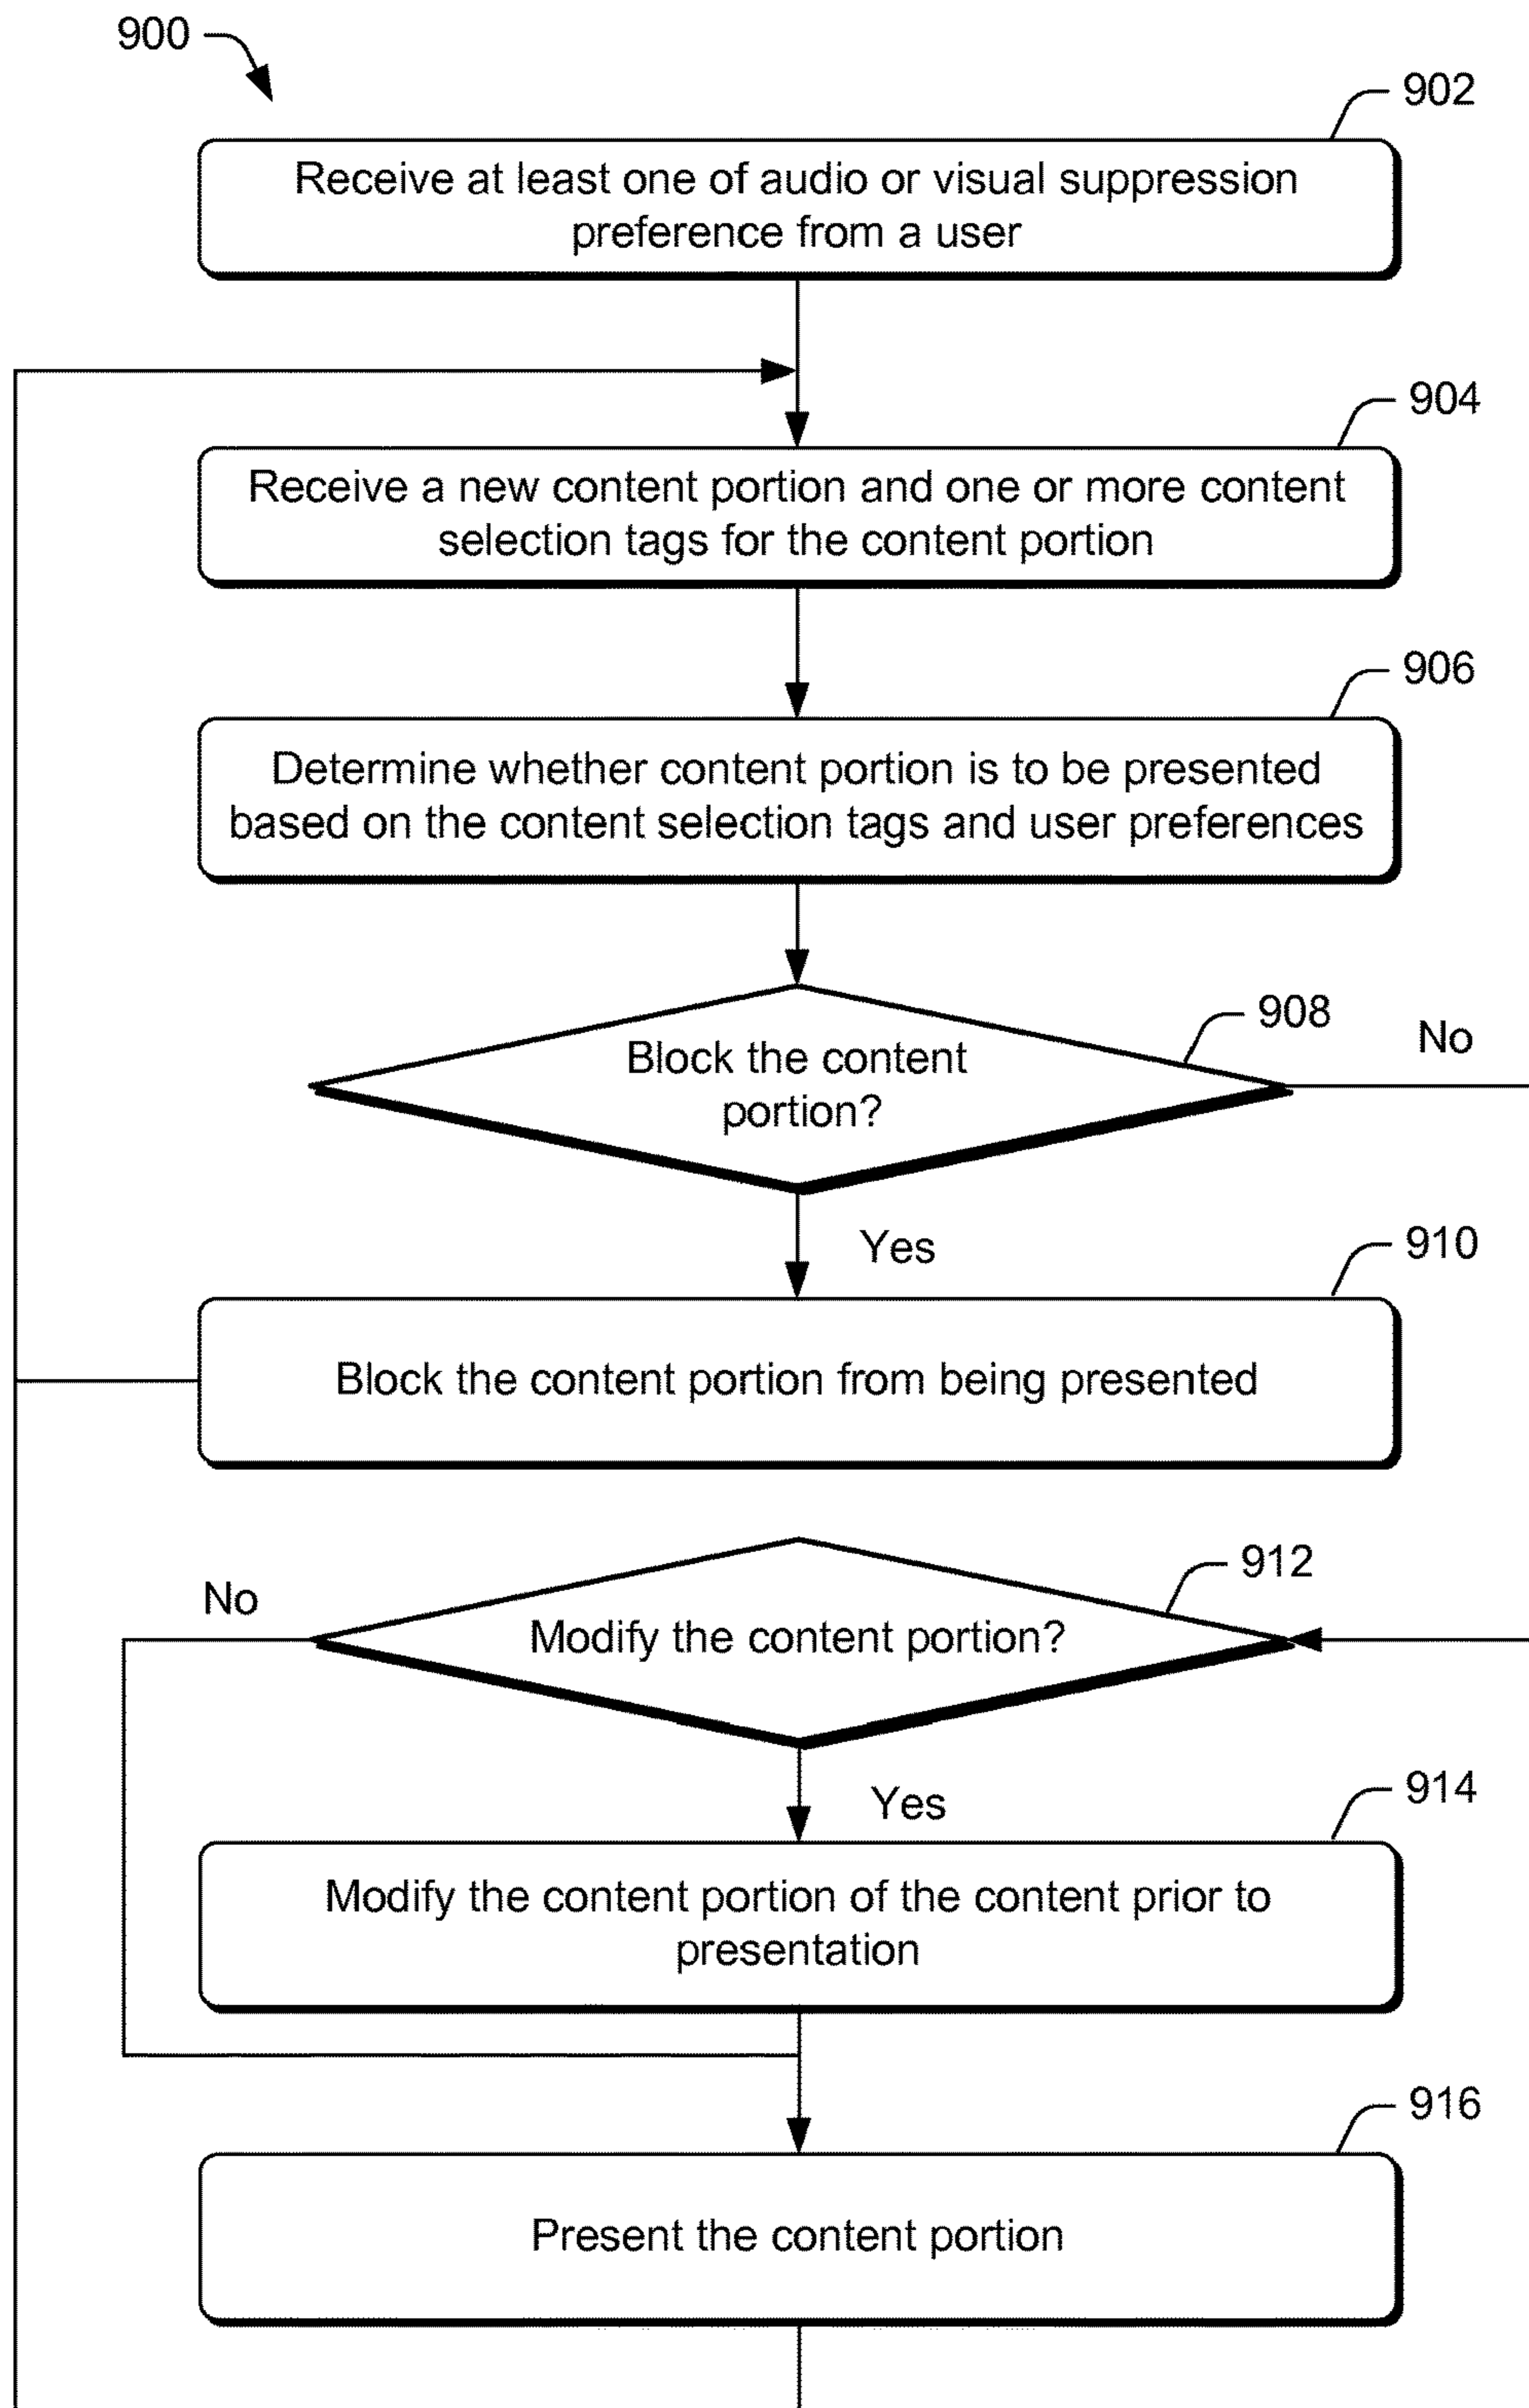 900
902
Receive at least one of audio or visual suppression
preference from a user
904
Receive a new content portion and one or more content
selection tags for the content portion
906
Determine whether content portion is to be presented
based on the content selection tags and user preferences
908
No
Block the content
portion?
Yes
910
Block the content portion from being presented
912
No
Modify the content portion?
Yes
914
Modify the content portion of the content prior to
presentation
916
Present the content portion